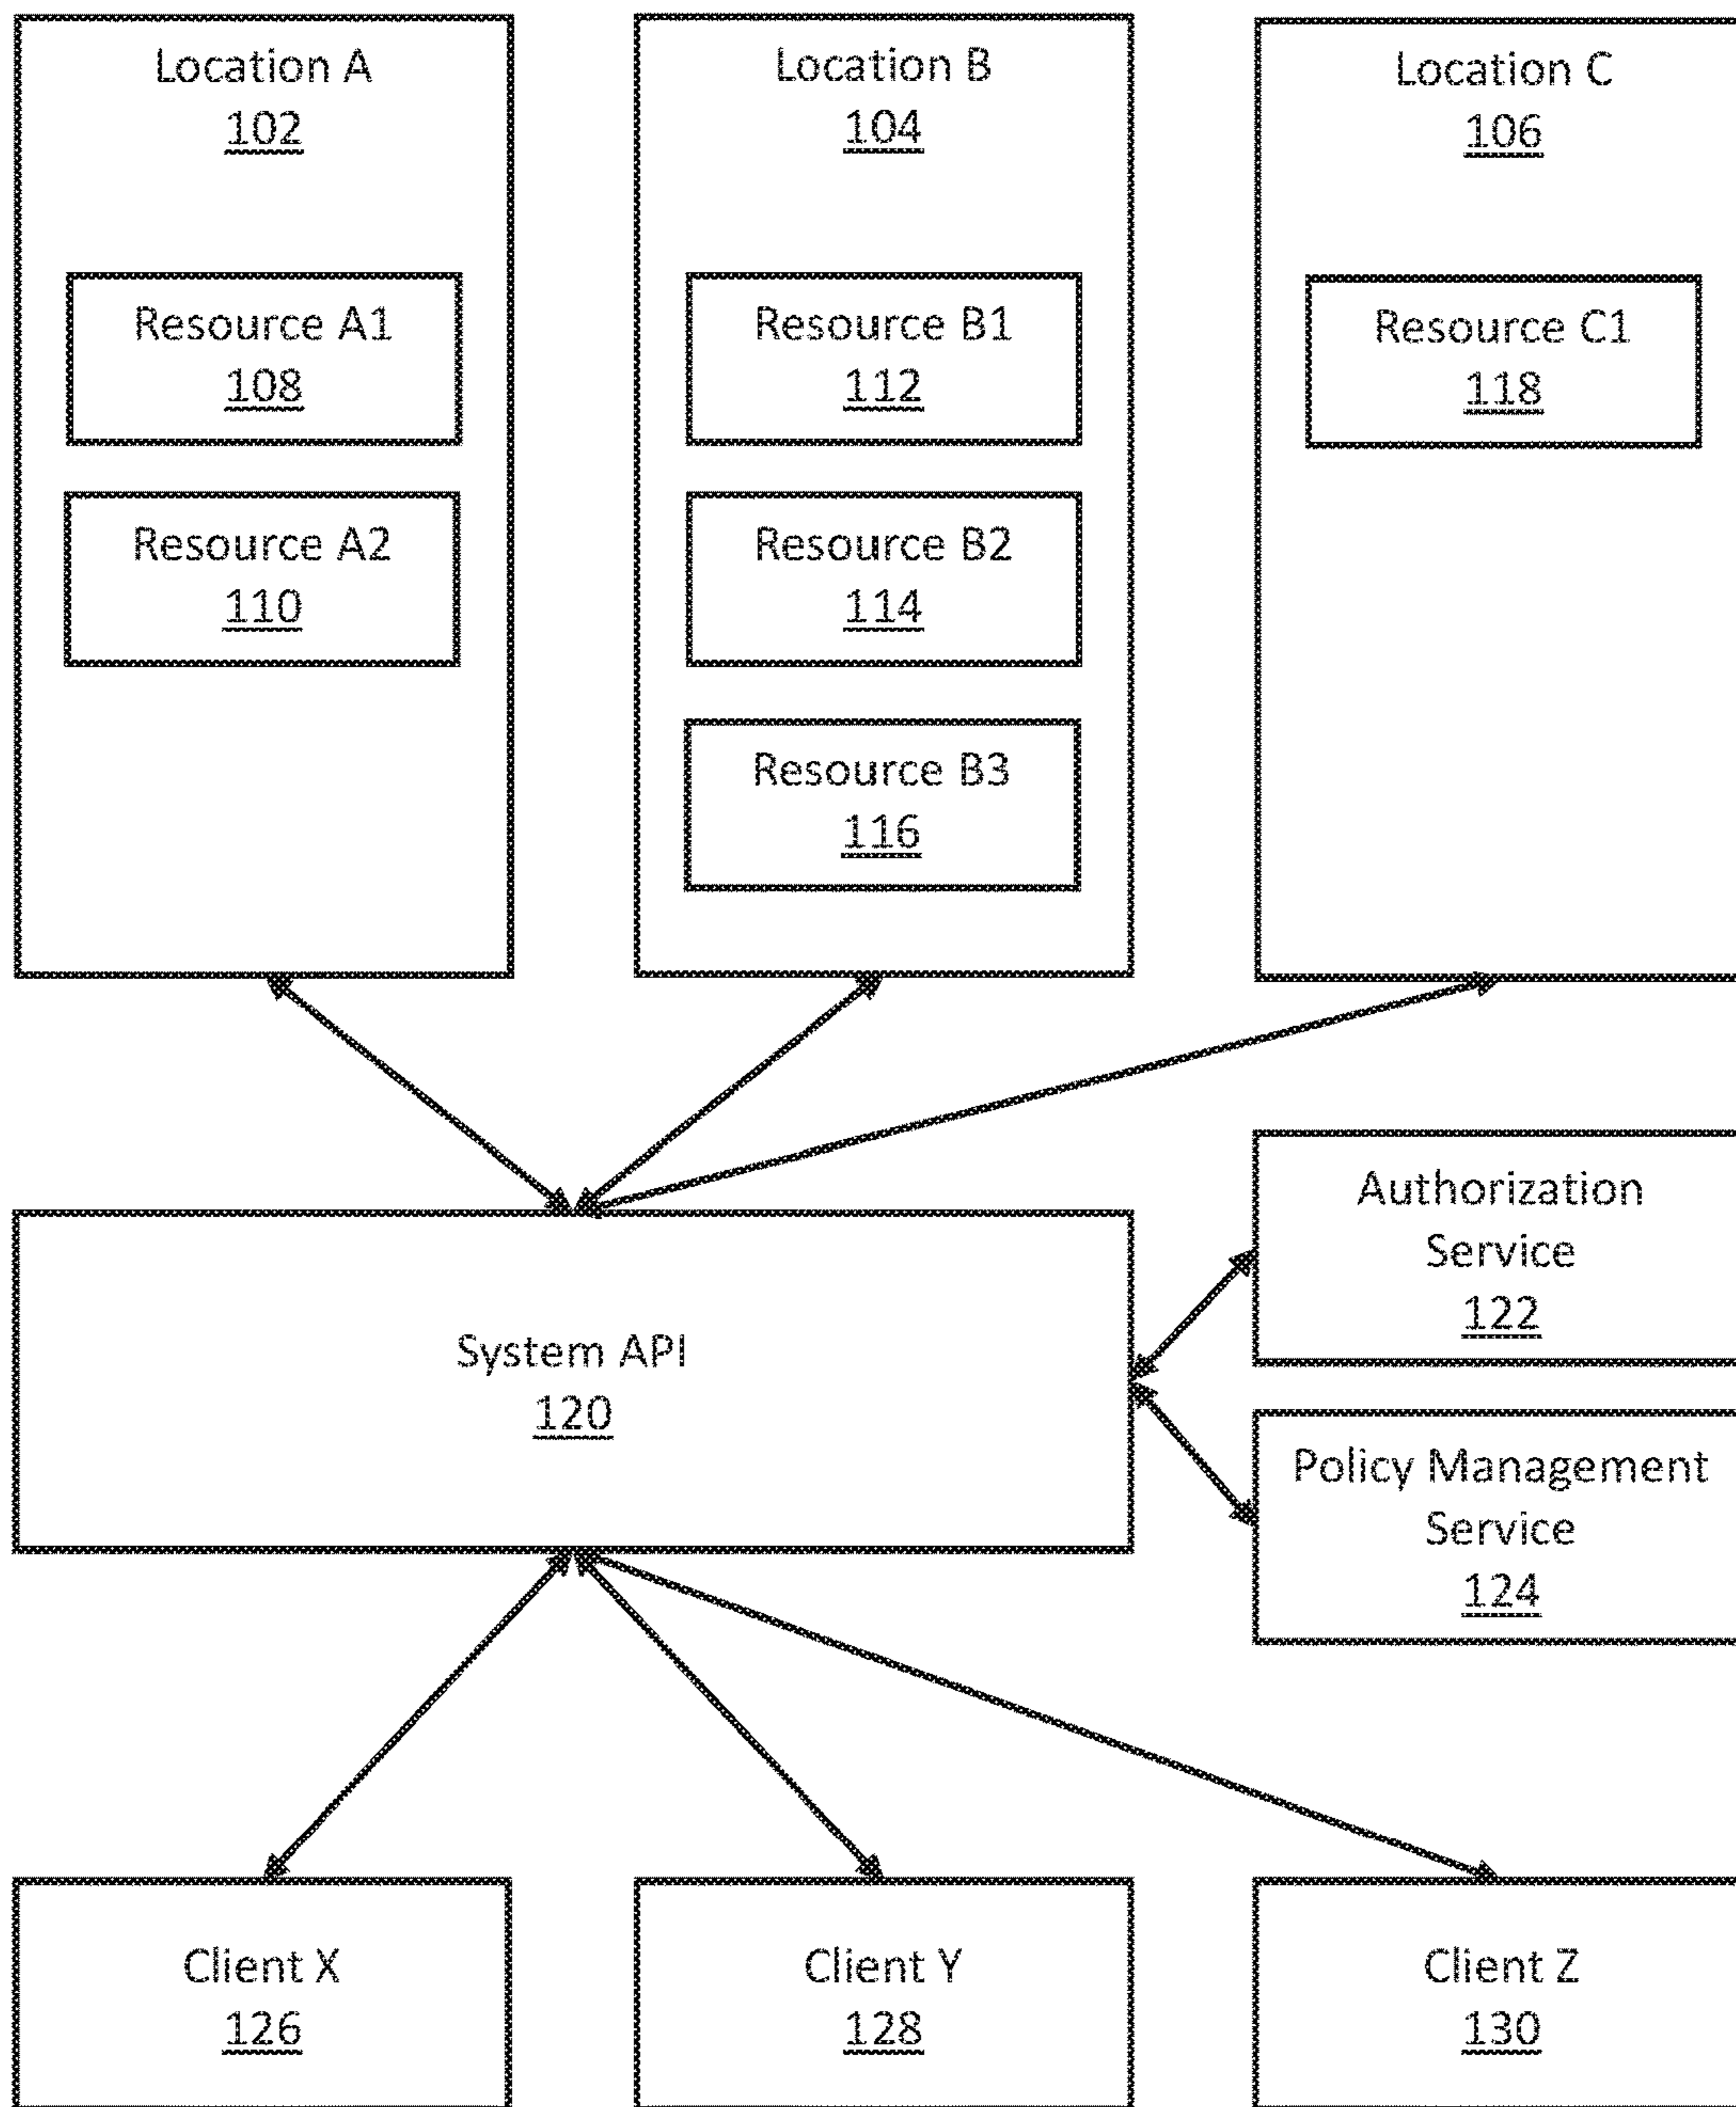 Location A
102
Resource A1
108
Resource A2
110
Location B
104
Resource B1
112
Resource B2
114
Resource B3
116
Location C
106
Resource C1
118
System API
120
Authorization
Service
122
Policy Management
Service
124
Client X
126
Client Y
128
Client Z
130